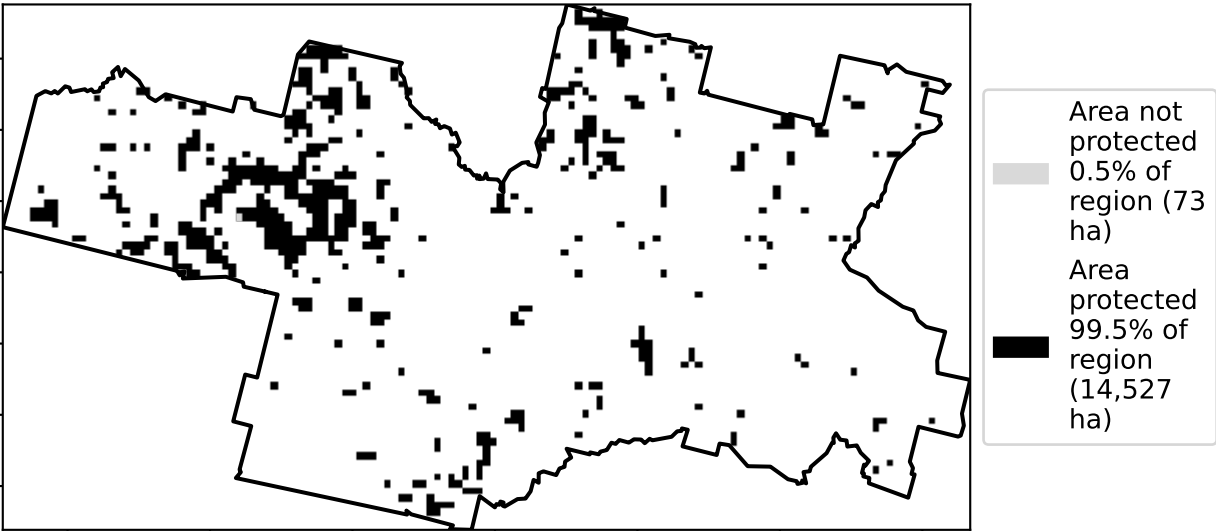 Area not
protected
0.5% of
region (73
ha)
Area
protected
99.5% of
region
(14,527
ha)